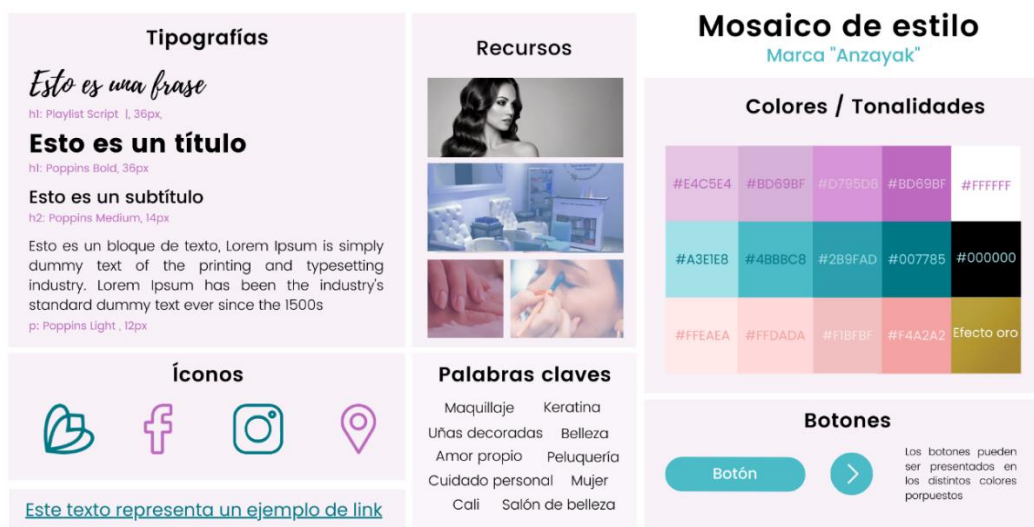 Tipografías
Esto es una frase
h1: Playlist Script |, 36px,
Esto es un título
h1: Poppins Bold, 36px
Esto es un subtítulo
h2: Poppins Medium, 14px
Esto es un bloque de texto, Lorem Ipsum is simply
dummy text of the printing and typesetting
industry. Lorem Ipsum has been the industry's
standard dummy text ever since the 1500s
p: Poppins Light , 12px
Íconos
Este texto representa un ejemplo de link
Recursos
Palabras claves
Maquillaje Keratina
Uñas decoradas Belleza
Amor propio Peluquería
Cuidado personal Mujer
Cali Salón de belleza
Mosaico de estilo
Marca "Anzayak"
Colores / Tonalidades
#E4C5E4 #BD69BF #D795D8 #BD69BF #FFFFFF
#A3E1E8 #4BBBC8 #2B9FAD #007785 #000000
#FFEAEA #FFDADA #F1BFBF #F4A2A2 Efecto oro
Botones
Botón
Los botones pueden
ser presentados en
los distintos colores
porpuestos